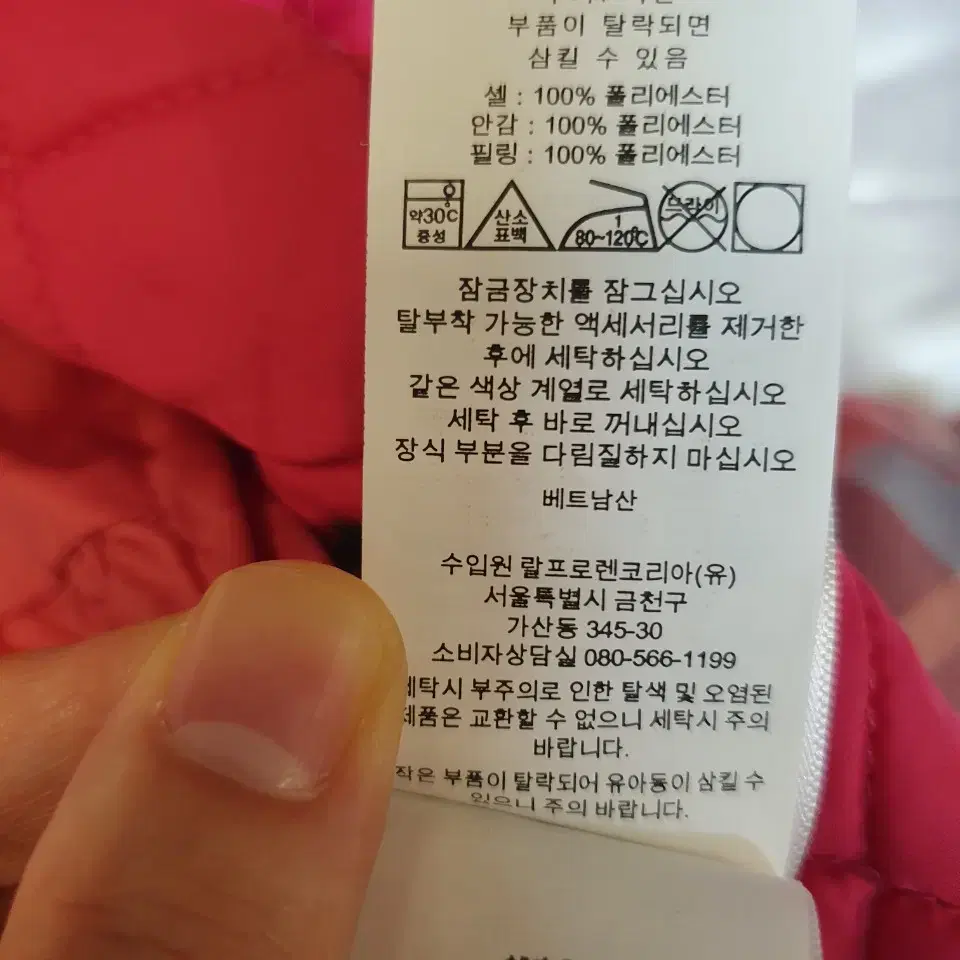 부품이 탈락되면
삼킬 수 있음
셀 : 100% 폴리에스터
안감 : 100% 폴리에스터
필링 : 100% 폴리에스터
약30℃ 중성
산소 표백
1 80~120℃
드라이
잠금장치를 잠그십시오
탈부착 가능한 액세서리를 제거한
후에 세탁하십시오
같은 색상 계열로 세탁하십시오
세탁 후 바로 꺼내십시오
장식 부분을 다림질하지 마십시오
베트남산
수입원 랄프로렌코리아(유)
서울특별시 금천구
가산동 345-30
소비자상담실 080-566-1199
세탁시 부주의로 인한 탈색 및 오염된
제품은 교환할 수 없으니 세탁시 주의
바랍니다.
작은 부품이 탈락되어 유아동이 삼킬 수
있으니 주의 바랍니다.